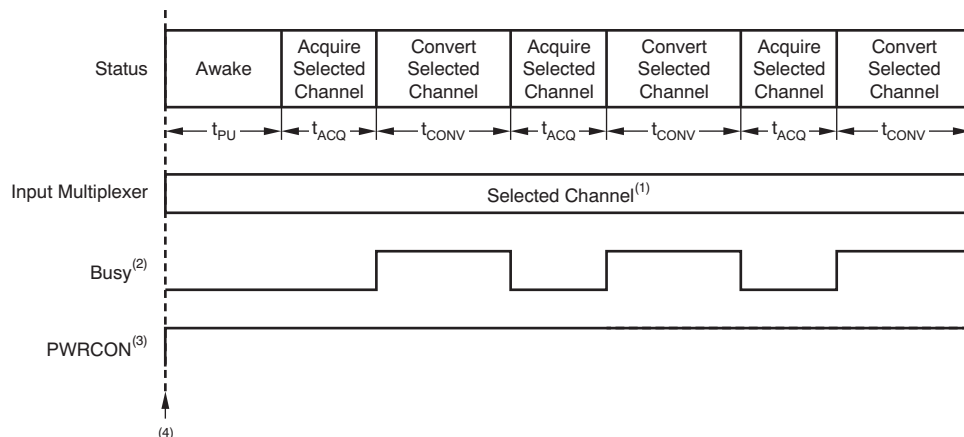 Status
Awake
Acquire
Selected
Channel
Convert
Selected
Channel
Acquire
Selected
Channel
Convert
Selected
Channel
Acquire
Selected
Channel
Convert
Selected
Channel
tPU
tACQ
tCONV
tACQ
tCONV
tACQ
tCONV
Input Multiplexer
Selected Channel(1)
Busy(2)
PWRCON(3)
(4)